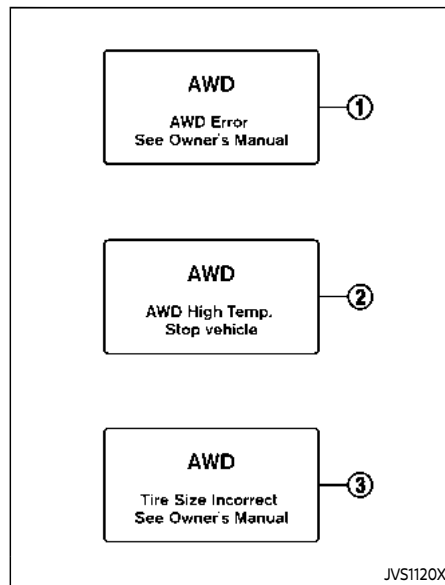 AWD
AWD Error
See Owner's Manual
1
AWD
AWD High Temp.
Stop vehicle
2
AWD
Tire Size Incorrect
See Owner's Manual
3
JVS1120X